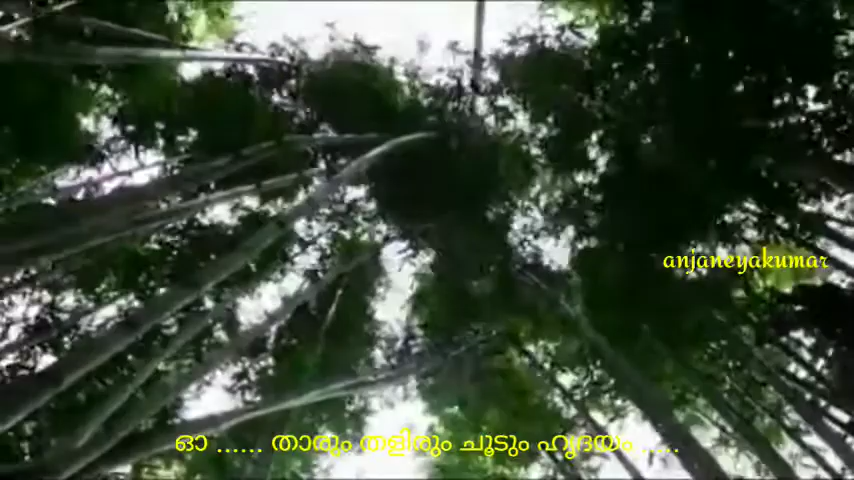 anjaneyakumar
ഓ ...... താരും തളിരും ചൂടും ഹൃദയം .....